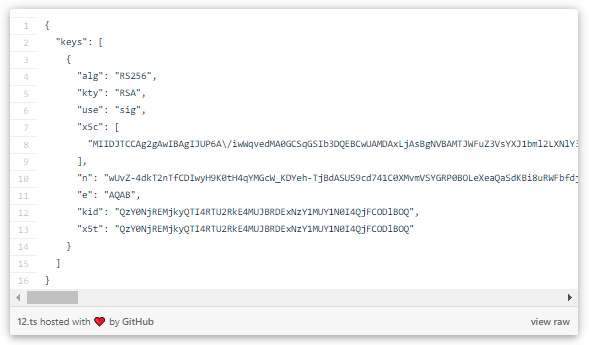 1 {
2 "keys": [
3 {
4 "alg": "RS256",
5 "kty": "RSA",
6 "use": "sig",
7 "x5c": [
8 "MIIDJTCCAg2gAwIBAgIJUP6A\/iwWqvedMA0GCSqGSIb3DQEBCwUAMDAxLjAsBgNVBAMTJWFuZ3VsYXJ1bml2LXNlY3
9 ],
10 "n": "wUvZ-4dkT2nTfCDIwyH9K0tH4qYMGcW_KDYeh-TjBdASUS9cd741C0XMvmVSYGRP0BOLeXeaQaSdKBi8uRWFbfdj
11 "e": "AQAB",
12 "kid": "QzY0NjREMjkyQTI4RTU2RkE4MUJBRDExNzY1MUY1N0I4QjFCODlBOQ",
13 "x5t": "QzY0NjREMjkyQTI4RTU2RkE4MUJBRDExNzY1MUY1N0I4QjFCODlBOQ"
14 }
15 ]
16 }
12.ts hosted with ❤ by GitHub view raw